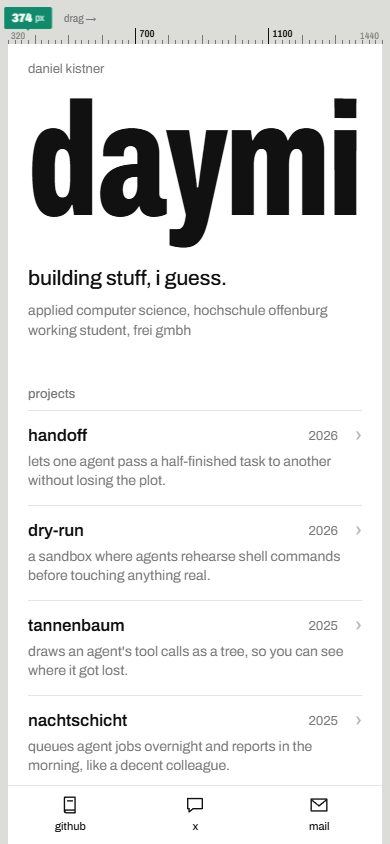 374 px drag →
320 700 1100 1440
daniel kistner
daymi
building stuff, i guess.
applied computer science, hochschule offenburg
working student, frei gmbh
projects
handoff 2026 ›
lets one agent pass a half-finished task to another
without losing the plot.
dry-run 2026 ›
a sandbox where agents rehearse shell commands
before touching anything real.
tannenbaum 2025 ›
draws an agent's tool calls as a tree, so you can see
where it got lost.
nachtschicht 2025 ›
queues agent jobs overnight and reports in the
morning, like a decent colleague.
github x mail